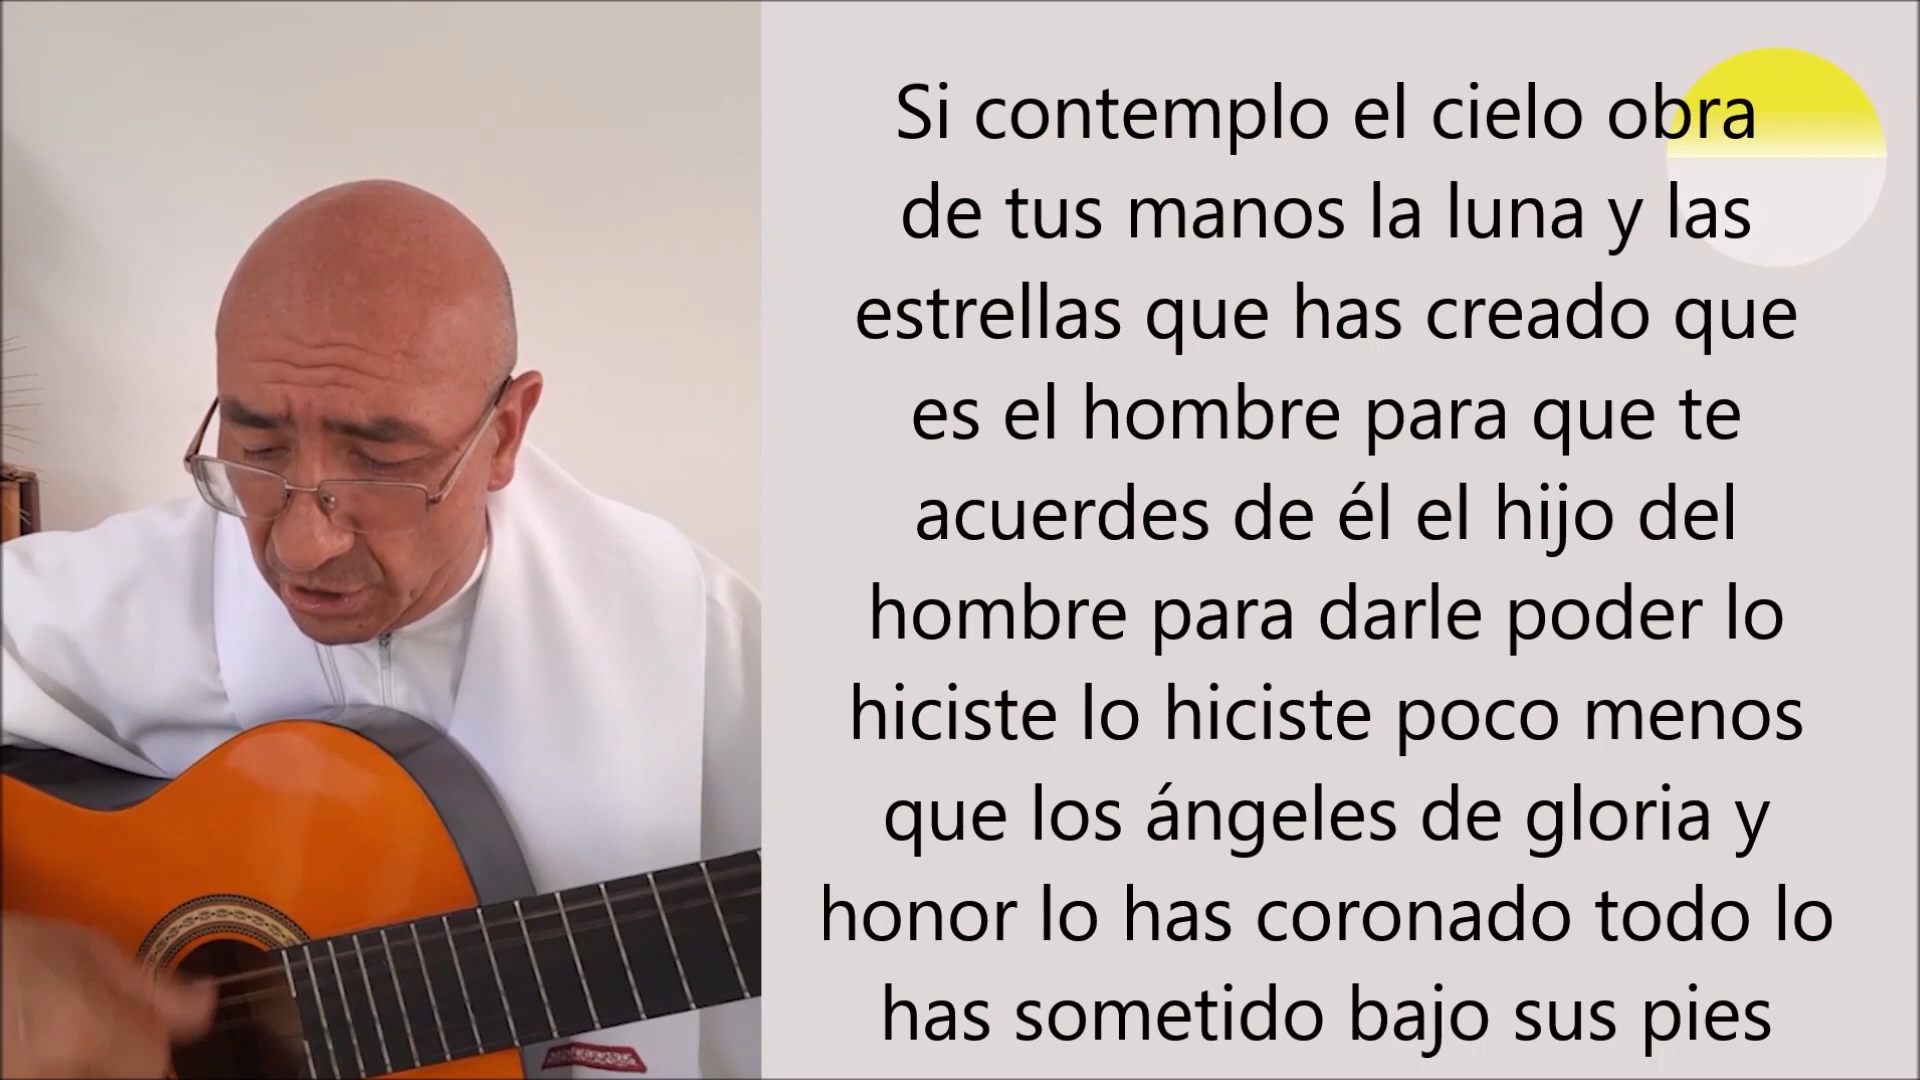 Si contemplo el cielo obra
de tus manos la luna y las
estrellas que has creado que
es el hombre para que te
acuerdes de él el hijo del
hombre para darle poder lo
hiciste lo hiciste poco menos
que los ángeles de gloria y
honor lo has coronado todo lo
has sometido bajo sus pies